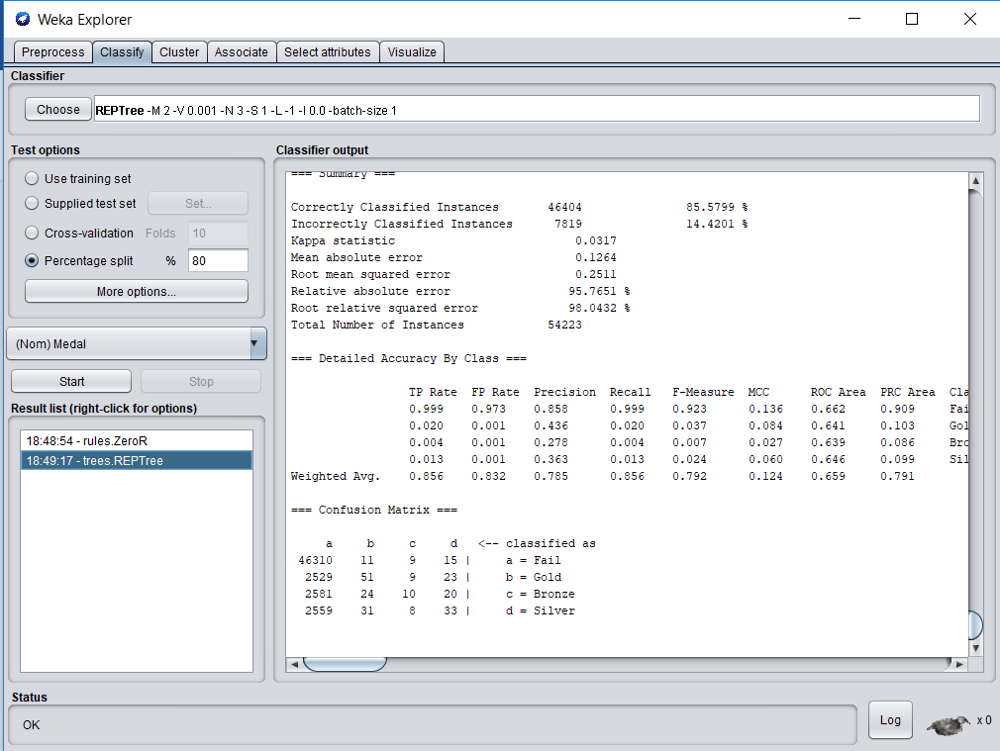 Weka Explorer
Preprocess Classify Cluster Associate Select attributes Visualize
Classifier
Choose REPTree -M 2 -V 0.001 -N 3 -S 1 -L -1 -I 0.0 -batch-size 1
Test options
Use training set
Supplied test set Set...
Cross-validation Folds 10
Percentage split % 80
More options...
(Nom) Medal
Start Stop
Result list (right-click for options)
18:48:54 - rules.ZeroR
18:49:17 - trees.REPTree
Classifier output
=== Summary ===
Correctly Classified Instances 46404 85.5799 %
Incorrectly Classified Instances 7819 14.4201 %
Kappa statistic 0.0317
Mean absolute error 0.1264
Root mean squared error 0.2511
Relative absolute error 95.7651 %
Root relative squared error 98.0432 %
Total Number of Instances 54223
=== Detailed Accuracy By Class ===
TP Rate FP Rate Precision Recall F-Measure MCC ROC Area PRC Area Cla
0.999 0.973 0.858 0.999 0.923 0.136 0.662 0.909 Fai
0.020 0.001 0.436 0.020 0.037 0.084 0.641 0.103 Gol
0.004 0.001 0.278 0.004 0.007 0.027 0.639 0.086 Bro
0.013 0.001 0.363 0.013 0.024 0.060 0.646 0.099 Sil
Weighted Avg. 0.856 0.832 0.785 0.856 0.792 0.124 0.659 0.791
=== Confusion Matrix ===
a b c d <-- classified as
46310 11 9 15 | a = Fail
2529 51 9 23 | b = Gold
2581 24 10 20 | c = Bronze
2559 31 8 33 | d = Silver
Status
OK
Log x 0